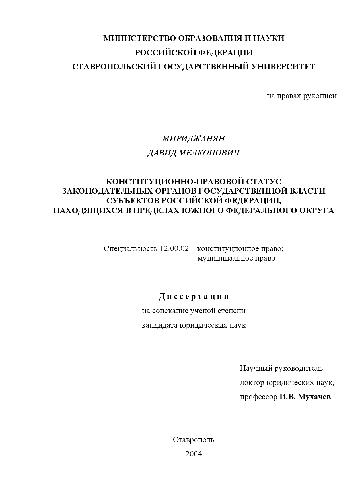 МИНИСТЕРСТВО ОБРАЗОВАНИЯ И НАУКИ
РОССИЙСКОЙ ФЕДЕРАЦИИ
СТАВРОПОЛЬСКИЙ ГОСУДАРСТВЕННЫЙ УНИВЕРСИТЕТ
на правах рукописи
МИРИДЖАНЯН
ДАВИД МЕЛКОНОВИЧ
КОНСТИТУЦИОННО-ПРАВОВОЙ СТАТУС
ЗАКОНОДАТЕЛЬНЫХ ОРГАНОВ ГОСУДАРСТВЕННОЙ ВЛАСТИ
СУБЪЕКТОВ РОССИЙСКОЙ ФЕДЕРАЦИИ,
НАХОДЯЩИХСЯ В ПРЕДЕЛАХ ЮЖНОГО ФЕДЕРАЛЬНОГО ОКРУГА
Специальность 12.00.02 – конституционное право;
муниципальное право
Диссертация
на соискание ученой степени
кандидата юридических наук
Научный руководитель
доктор юридических наук,
профессор И.В. Мухачев
Ставрополь
2004